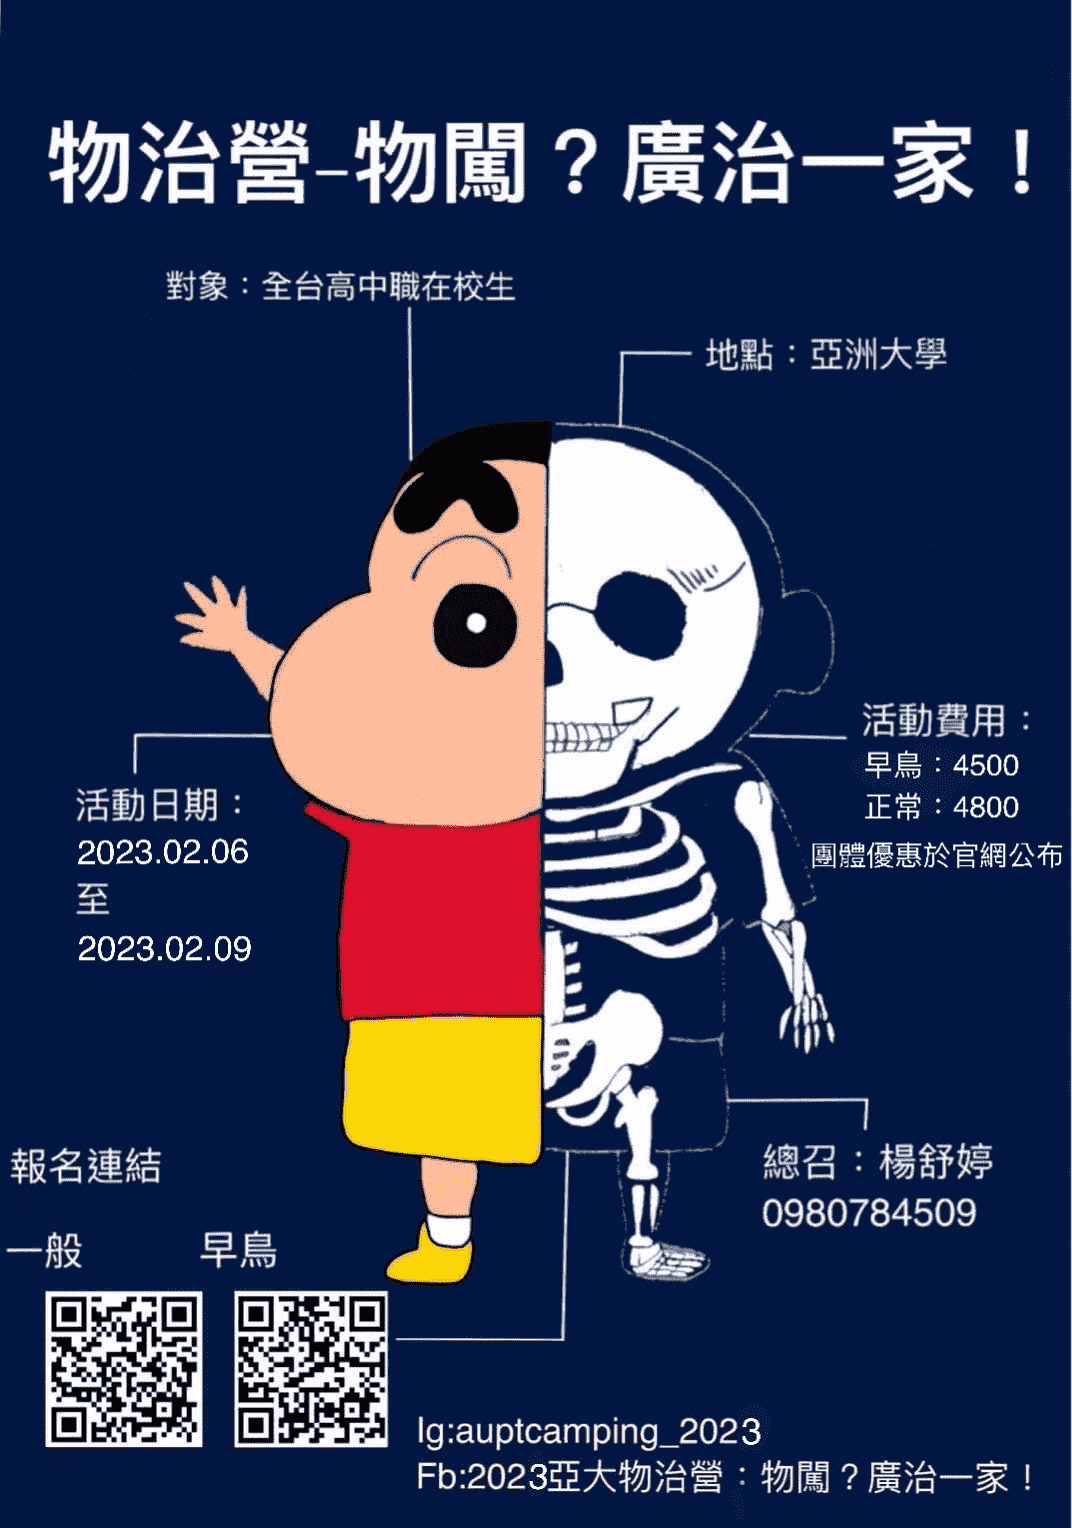 物治營-物闖？廣治一家！
對象：全台高中職在校生
地點：亞洲大學
活動費用：
早鳥：4500
正常：4800
團體優惠於官網公布
活動日期：
2023.02.06
至
2023.02.09
總召：楊舒婷
0980784509
報名連結
一般
早鳥
Ig:auptcamping_2023
Fb:2023亞大物治營：物闖？廣治一家！